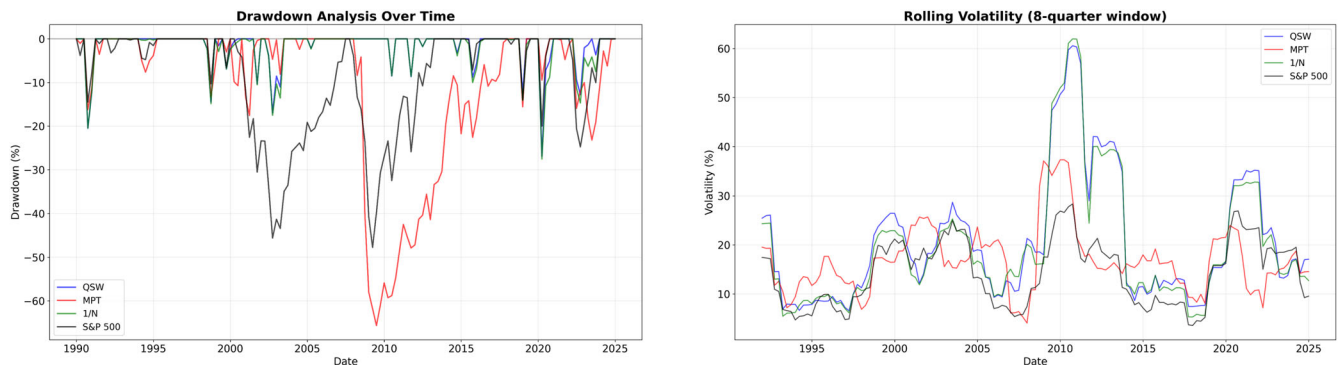 Drawdown Analysis Over Time
0
−10
−20
−30
−40
−50
−60
Drawdown (%)
QSW
MPT
1/N
S&P 500
1990
1995
2000
2005
2010
2015
2020
2025
Date
Rolling Volatility (8-quarter window)
60
50
40
30
20
10
Volatility (%)
QSW
MPT
1/N
S&P 500
1995
2000
2005
2010
2015
2020
2025
Date